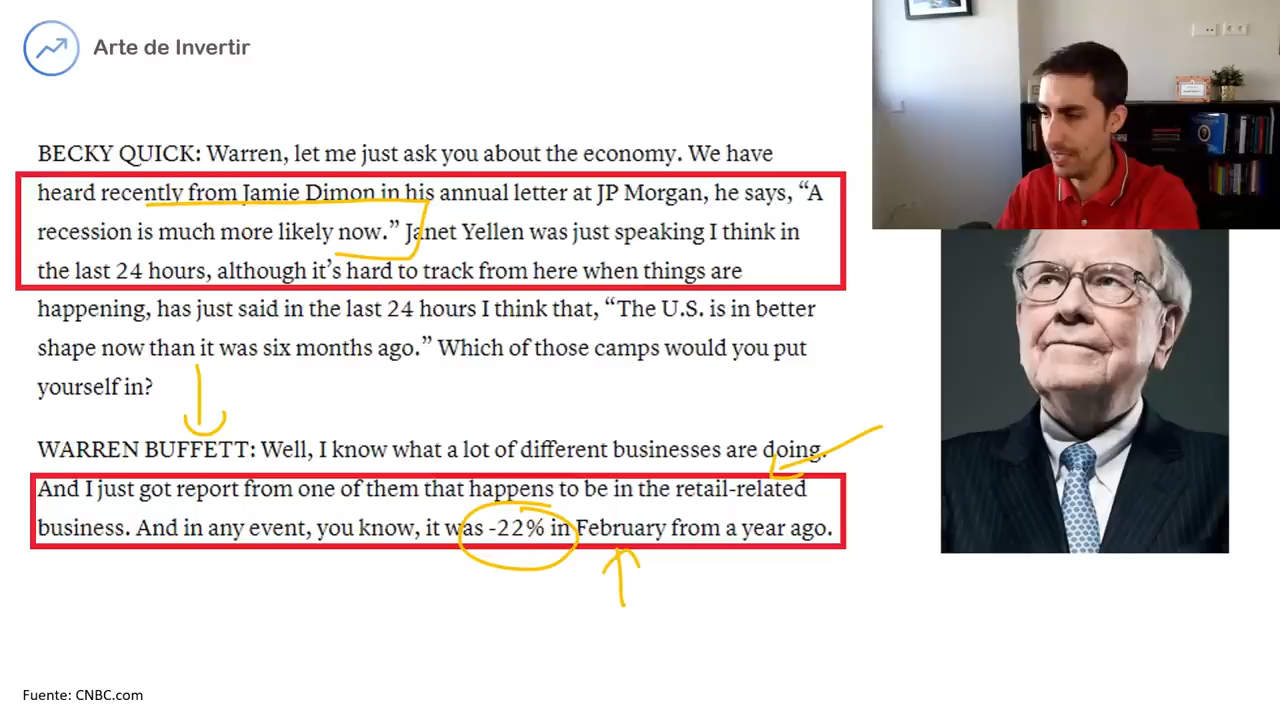 Arte de Invertir
BECKY QUICK: Warren, let me just ask you about the economy. We have
heard recently from Jamie Dimon in his annual letter at JP Morgan, he says, “A
recession is much more likely now.” Janet Yellen was just speaking I think in
the last 24 hours, although it’s hard to track from here when things are
happening, has just said in the last 24 hours I think that, “The U.S. is in better
shape now than it was six months ago.” Which of those camps would you put
yourself in?
WARREN BUFFETT: Well, I know what a lot of different businesses are doing.
And I just got report from one of them that happens to be in the retail-related
business. And in any event, you know, it was -22% in February from a year ago.
Fuente: CNBC.com